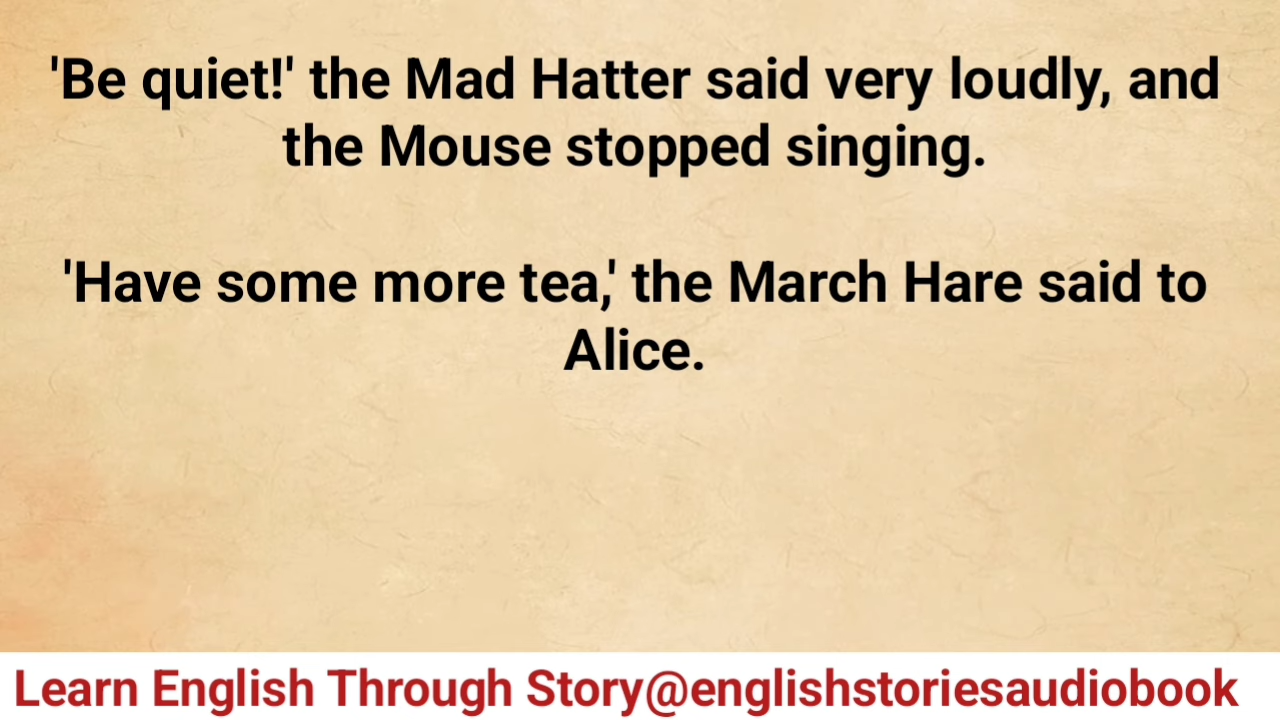 'Be quiet!' the Mad Hatter said very loudly, and
the Mouse stopped singing.
'Have some more tea,' the March Hare said to
Alice.
Learn English Through Story@englishstoriesaudiobook